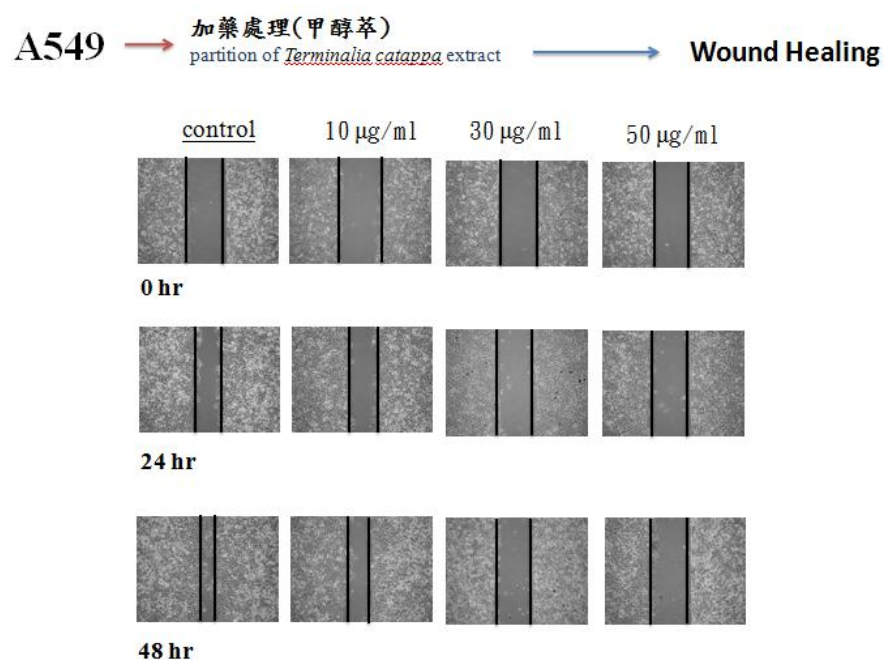 A549
加藥處理(甲醇萃)
partition of Terminalia catappa extract
Wound Healing
control 10 μg/ml 30 μg/ml 50 μg/ml
0 hr
24 hr
48 hr